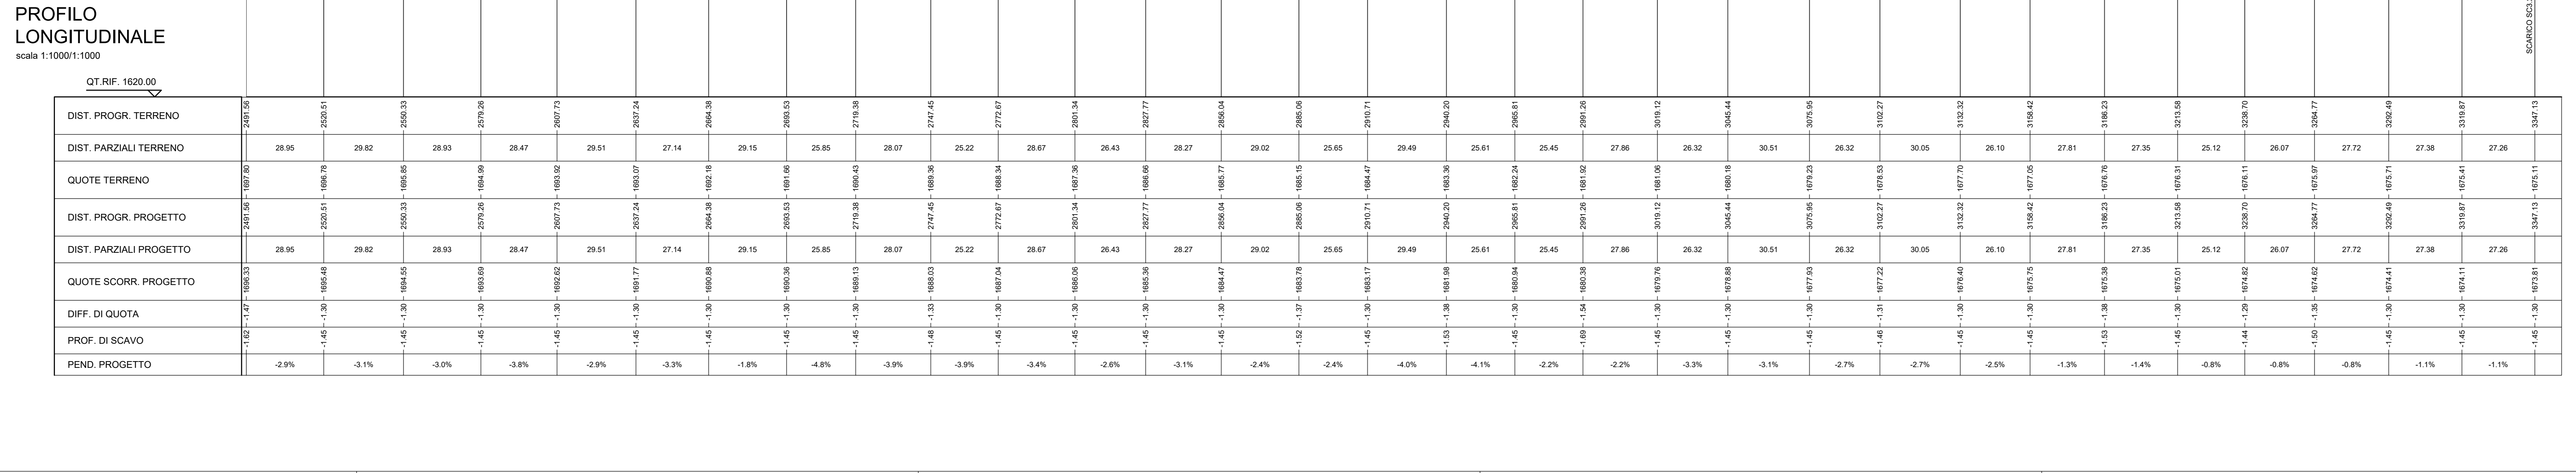 PROFILO
LONGITUDINALE
scala 1:1000/1:1000
SCARICO SC3.
QT.RIF. 1620.00
DIST. PROGR. TERRENO 2491.56 2520.51 2550.33 2579.26 2607.73 2637.24 2664.38 2693.53 2719.38 2747.45 2772.67 2801.34 2827.77 2856.04 2885.06 2910.71 2940.20 2965.81 2991.26 3019.12 3045.44 3075.95 3102.27 3132.32 3158.42 3186.23 3213.58 3238.70 3264.77 3292.49 3319.87 3347.13
DIST. PARZIALI TERRENO 28.95 29.82 28.93 28.47 29.51 27.14 29.15 25.85 28.07 25.22 28.67 26.43 28.27 29.02 25.65 29.49 25.61 25.45 27.86 26.32 30.51 26.32 30.05 26.10 27.81 27.35 25.12 26.07 27.72 27.38 27.26
QUOTE TERRENO 1697.80 1696.78 1695.85 1694.99 1693.92 1693.07 1692.18 1691.66 1690.43 1689.36 1688.34 1687.36 1686.66 1685.77 1685.15 1684.47 1683.36 1682.24 1681.92 1681.06 1680.18 1679.23 1678.53 1677.70 1677.05 1676.76 1676.31 1676.11 1675.97 1675.71 1675.41 1675.11
DIST. PROGR. PROGETTO 2491.56 2520.51 2550.33 2579.26 2607.73 2637.24 2664.38 2693.53 2719.38 2747.45 2772.67 2801.34 2827.77 2856.04 2885.06 2910.71 2940.20 2965.81 2991.26 3019.12 3045.44 3075.95 3102.27 3132.32 3158.42 3186.23 3213.58 3238.70 3264.77 3292.49 3319.87 3347.13
DIST. PARZIALI PROGETTO 28.95 29.82 28.93 28.47 29.51 27.14 29.15 25.85 28.07 25.22 28.67 26.43 28.27 29.02 25.65 29.49 25.61 25.45 27.86 26.32 30.51 26.32 30.05 26.10 27.81 27.35 25.12 26.07 27.72 27.38 27.26
QUOTE SCORR. PROGETTO 1696.33 1695.48 1694.55 1693.69 1692.62 1691.77 1690.88 1690.36 1689.13 1688.03 1687.04 1686.06 1685.36 1684.47 1683.78 1683.17 1681.98 1680.94 1680.38 1679.76 1678.88 1677.93 1677.22 1676.40 1675.75 1675.38 1675.01 1674.82 1674.62 1674.41 1674.11 1673.81
DIFF. DI QUOTA -1.47 -1.30 -1.30 -1.30 -1.30 -1.30 -1.30 -1.30 -1.30 -1.33 -1.30 -1.30 -1.30 -1.30 -1.37 -1.30 -1.38 -1.30 -1.54 -1.30 -1.30 -1.30 -1.31 -1.30 -1.30 -1.38 -1.30 -1.29 -1.35 -1.30 -1.30 -1.30
PROF. DI SCAVO -1.62 -1.45 -1.45 -1.45 -1.45 -1.45 -1.45 -1.45 -1.45 -1.48 -1.45 -1.45 -1.45 -1.45 -1.52 -1.45 -1.53 -1.45 -1.69 -1.45 -1.45 -1.45 -1.46 -1.45 -1.45 -1.53 -1.45 -1.44 -1.50 -1.45 -1.45 -1.45
PEND. PROGETTO -2.9% -3.1% -3.0% -3.8% -2.9% -3.3% -1.8% -4.8% -3.9% -3.9% -3.4% -2.6% -3.1% -2.4% -2.4% -4.0% -4.1% -2.2% -2.2% -3.3% -3.1% -2.7% -2.7% -2.5% -1.3% -1.4% -0.8% -0.8% -0.8% -1.1% -1.1%